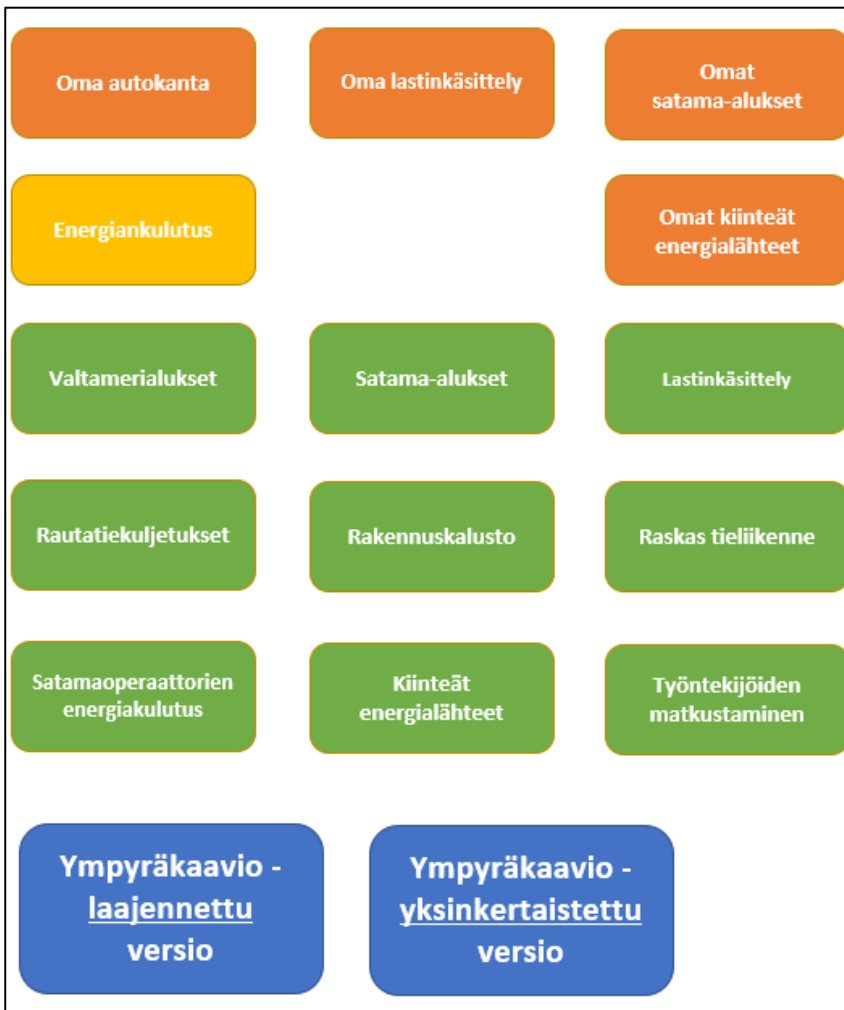 Oma autokanta
Oma lastinkäsittely
Omat
satama-alukset
Energiankulutus
Omat kiinteät
energialähteet
Valtamerialukset
Satama-alukset
Lastinkäsittely
Rautatiekuljetukset
Rakennuskalusto
Raskas tieliikenne
Satamaoperaattorien
energiakulutus
Kiinteät
energialähteet
Työntekijöiden
matkustaminen
Ympyräkaavio -
laajennettu
versio
Ympyräkaavio -
yksinkertaistettu
versio